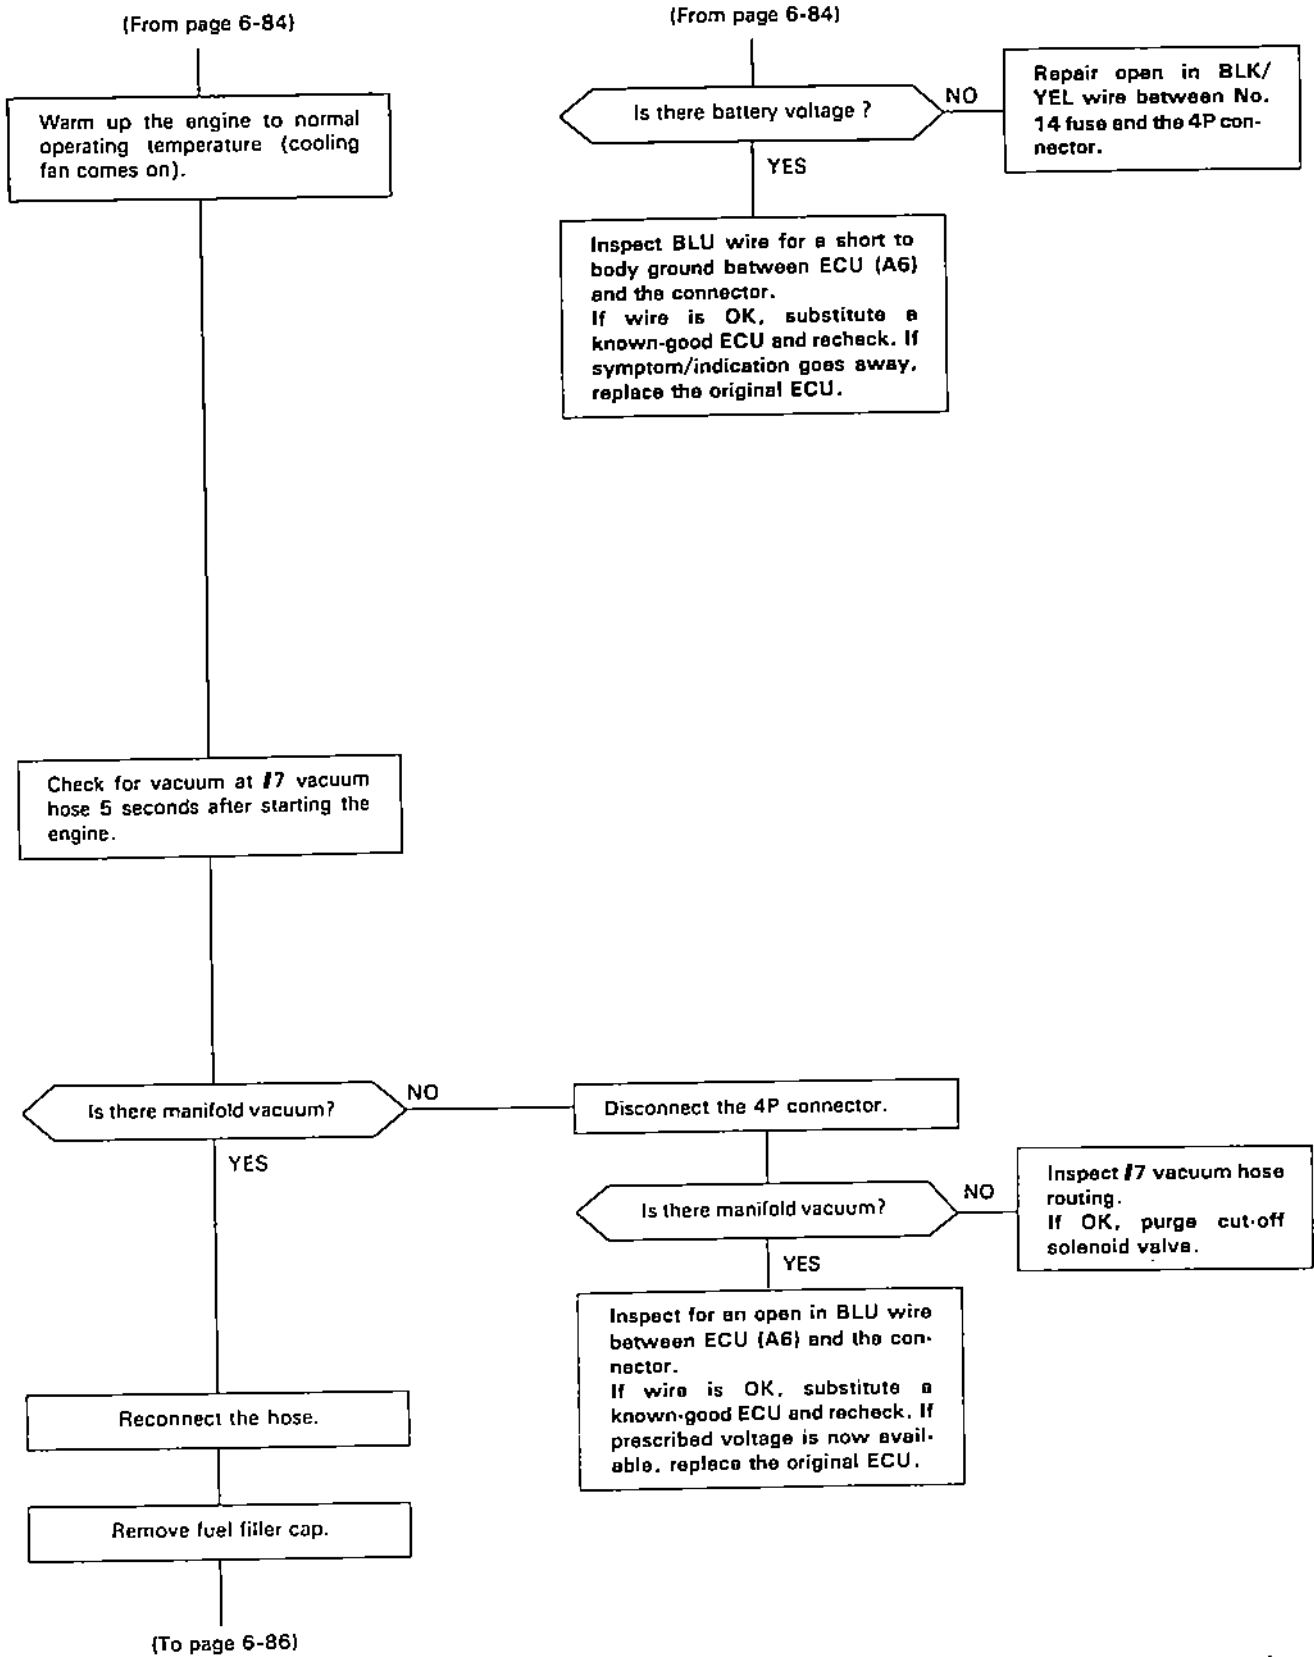 (From page 6-84)
Warm up the engine to normal
operating temperature (cooling
fan comes on).
Check for vacuum at #7 vacuum
hose 5 seconds after starting the
engine.
Is there manifold vacuum?
NO
YES
Reconnect the hose.
Remove fuel filler cap.
(To page 6-86)
(From page 6-84)
Is there battery voltage ?
NO
Repair open in BLK/
YEL wire between No.
14 fuse and the 4P con-
nector.
YES
Inspect BLU wire for a short to
body ground between ECU (A6)
and the connector.
If wire is OK, substitute a
known-good ECU and recheck. If
symptom/indication goes away,
replace the original ECU.
Disconnect the 4P connector.
Is there manifold vacuum?
NO
Inspect #7 vacuum hose
routing.
If OK, purge cut-off
solenoid valve.
YES
Inspect for an open in BLU wire
between ECU (A6) and the con-
nector.
If wire is OK, substitute a
known-good ECU and recheck. If
prescribed voltage is now avail-
able, replace the original ECU.